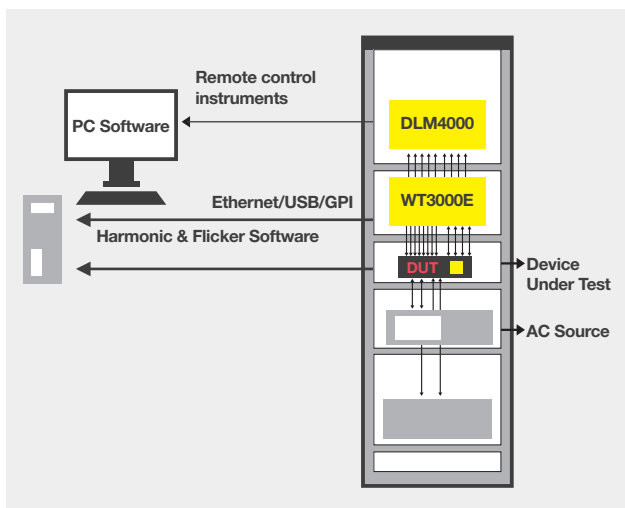 Remote control
instruments
PC Software
DLM4000
Ethernet/USB/GPI
WT3000E
Harmonic & Flicker Software
DUT
Device
Under Test
AC Source